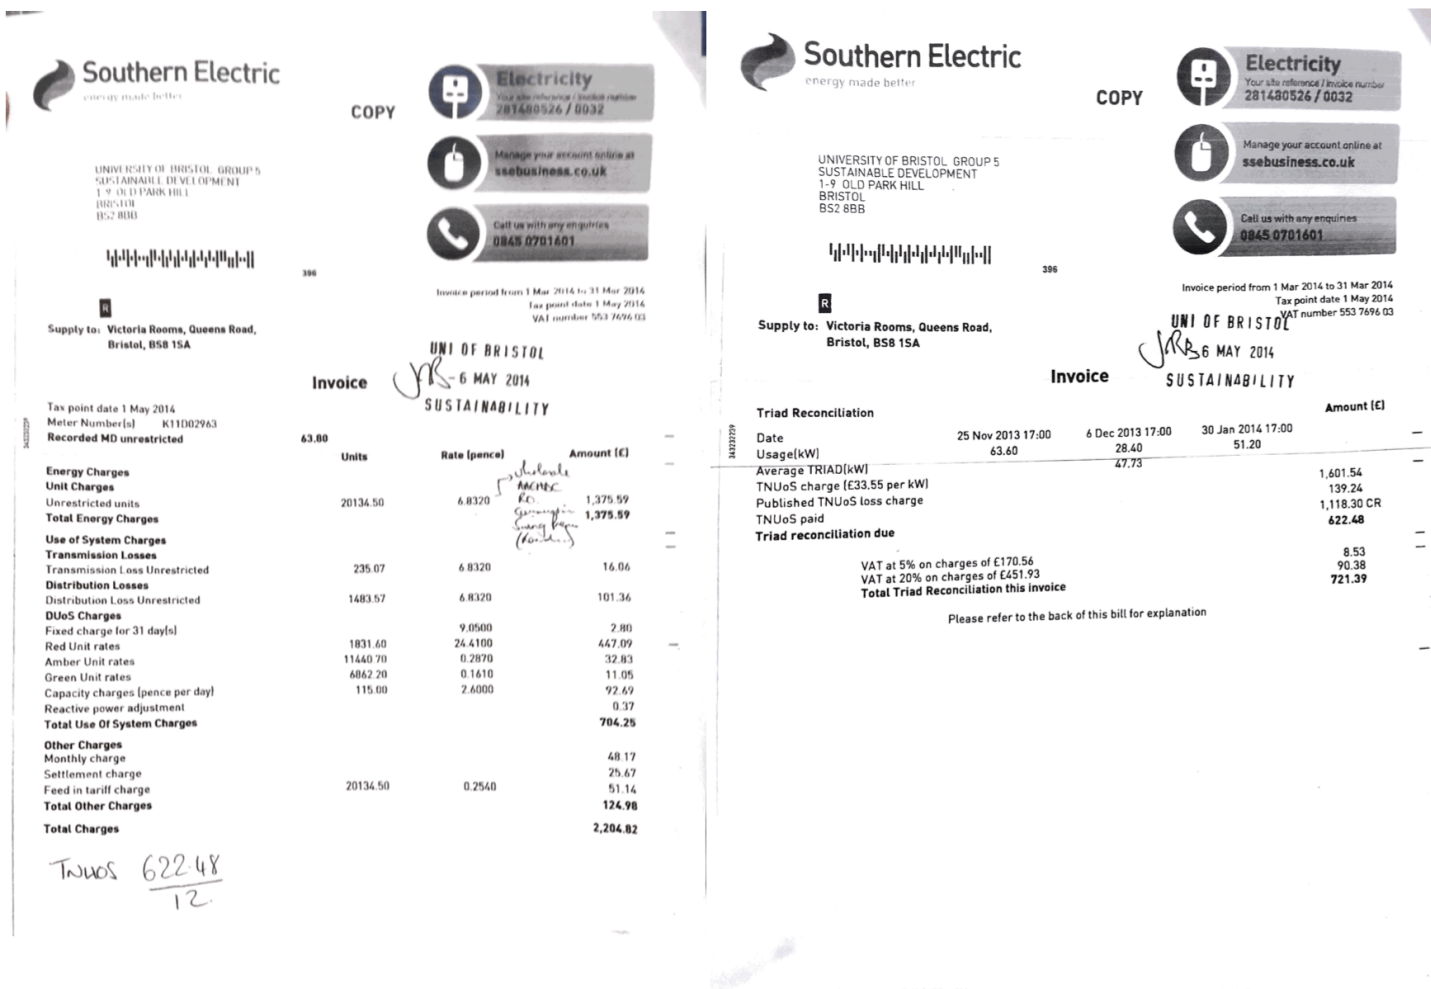 Southern Electric
energy made better
COPY
Electricity
Your site reference / invoice number
281480526 / 0032
Manage your account online at
ssebusiness.co.uk
Call us with any enquiries
0845 0701601
UNIVERSITY OF BRISTOL GROUP 5
SUSTAINABLE DEVELOPMENT
1-9 OLD PARK HILL
BRISTOL
BS2 8BB
396
Invoice period from 1 Mar 2014 to 31 Mar 2014
Tax point date 1 May 2014
VAT number 553 7696 03
R
Supply to: Victoria Rooms, Queens Road,
Bristol, BS8 1SA
UNI OF BRISTOL
JRB - 6 MAY 2014
SUSTAINABILITY
Invoice
Tax point date 1 May 2014
Meter Number(s) K11D02963
Recorded MD unrestricted 63.80
Units Rate (pence) Amount (£)
Energy Charges
Unit Charges
Unrestricted units 20134.50 6.8320 1,375.59
Total Energy Charges 1,375.59
wholesale
RO
Use of System Charges
Transmission Losses
Transmission Loss Unrestricted 235.07 6.8320 16.06
Distribution Losses
Distribution Loss Unrestricted 1483.57 6.8320 101.36
DUoS Charges
Fixed charge for 31 day(s) 9.0500 2.80
Red Unit rates 1831.60 24.4100 447.09
Amber Unit rates 11440.70 0.2870 32.83
Green Unit rates 6862.20 0.1610 11.05
Capacity charges (pence per day) 115.00 2.6000 92.69
Reactive power adjustment 0.37
Total Use Of System Charges 704.25
Other Charges
Monthly charge 48.17
Settlement charge 25.67
Feed in tariff charge 20134.50 0.2540 51.14
Total Other Charges 124.98
Total Charges 2,204.82
TNUOS 622.48
12
Southern Electric
energy made better
COPY
Electricity
Your site reference / invoice number
281480526 / 0032
Manage your account online at
ssebusiness.co.uk
Call us with any enquiries
0845 0701601
UNIVERSITY OF BRISTOL GROUP 5
SUSTAINABLE DEVELOPMENT
1-9 OLD PARK HILL
BRISTOL
BS2 8BB
396
Invoice period from 1 Mar 2014 to 31 Mar 2014
Tax point date 1 May 2014
VAT number 553 7696 03
R
Supply to: Victoria Rooms, Queens Road,
Bristol, BS8 1SA
UNI OF BRISTOL
JRB 6 MAY 2014
SUSTAINABILITY
Invoice
Amount (£)
Triad Reconciliation
Date 25 Nov 2013 17:00 6 Dec 2013 17:00 30 Jan 2014 17:00
Usage(kW) 63.60 28.40 51.20
Average TRIAD(kW) 47.73
TNUoS charge (£33.55 per kW) 1,601.54
Published TNUoS loss charge 139.24
TNUoS paid 1,118.30 CR
Triad reconciliation due 622.48
VAT at 5% on charges of £170.56 8.53
VAT at 20% on charges of £451.93 90.38
Total Triad Reconciliation this invoice 721.39
Please refer to the back of this bill for explanation